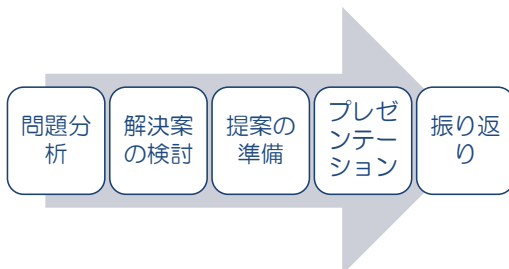 問題分
析
解決案
の検討
提案の
準備
プレゼ
ンテー
ション
振り返
り